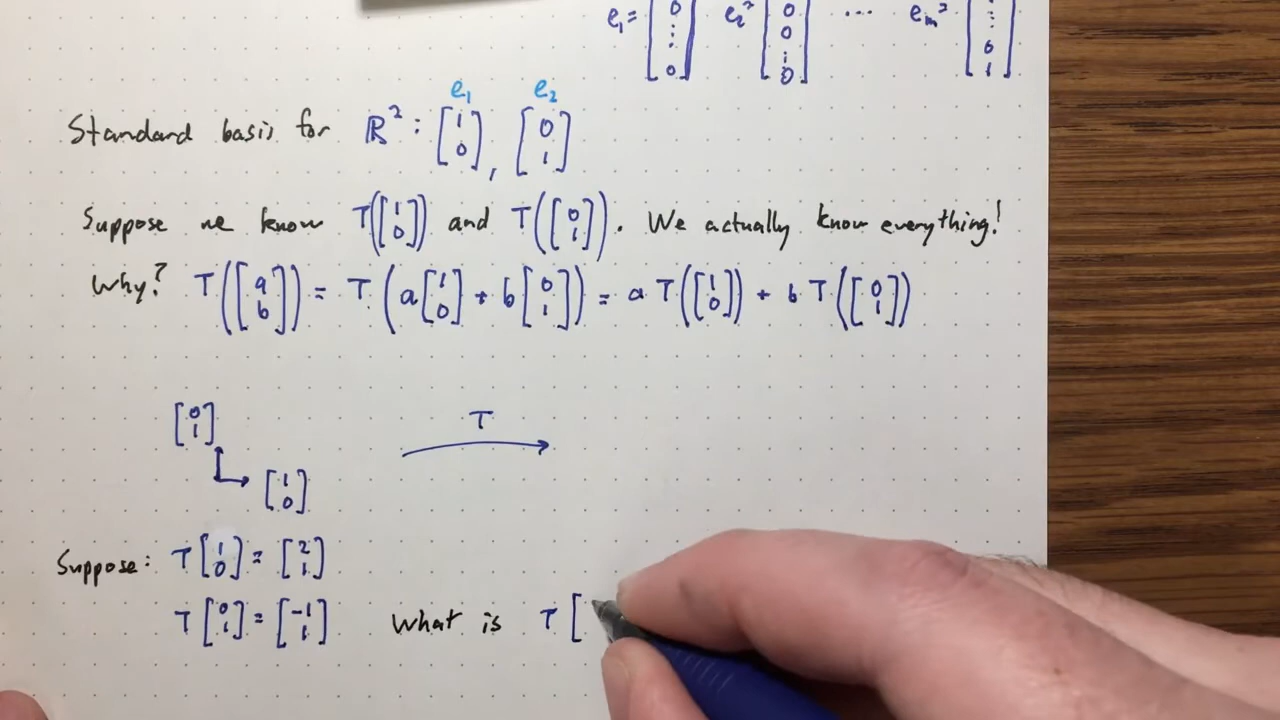 e₁ = [0 ⋮ 0] e₂ = [0 0 ⋮ 0] ... eₘ = [⋮ 0 1]
e₁ e₂
Standard basis for ℝ²: [1 0], [0 1]
Suppose we know T([1 0]) and T([0 1]). We actually know everything!
Why? T([a b]) = T(a[1 0] + b[0 1]) = a T([1 0]) + b T([0 1])
[0 1] T
[1 0]
Suppose: T[1 0] = [2 1]
T[0 1] = [-1 1] What is T[